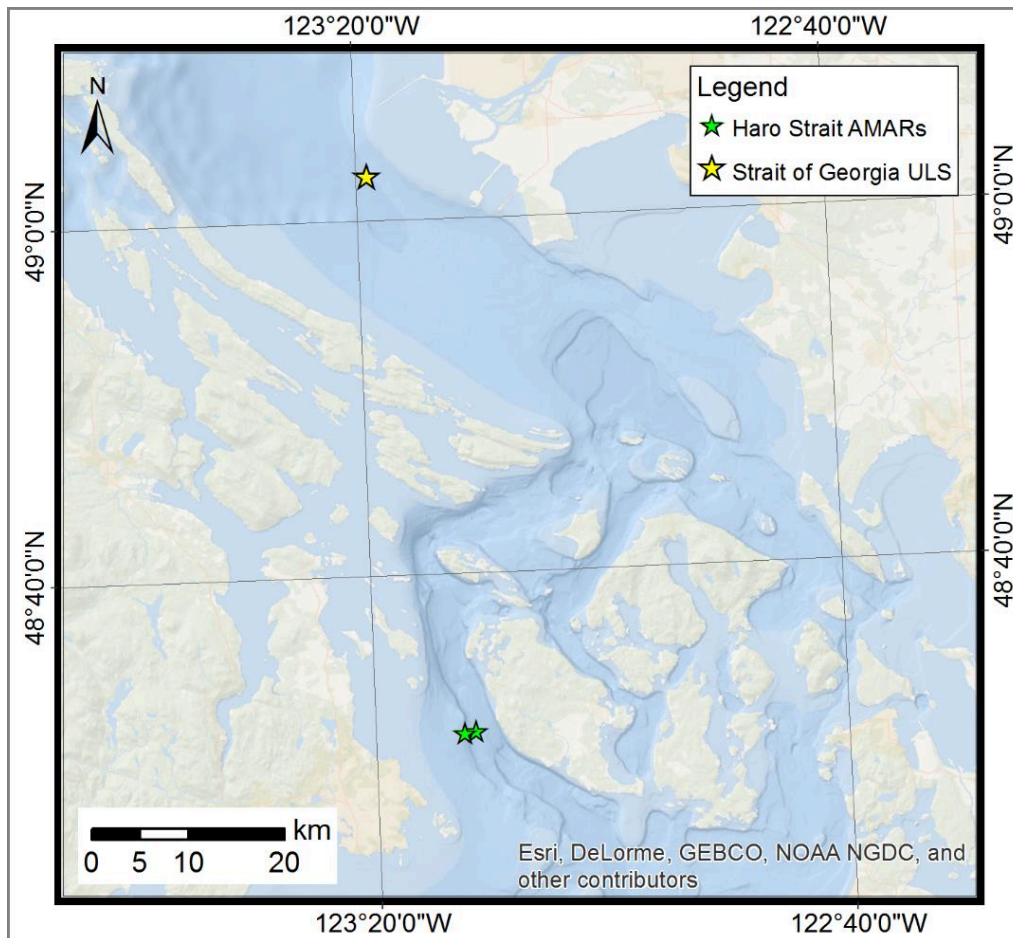 123°20'0"W
122°40'0"W
N
Legend
Haro Strait AMARs
Strait of Georgia ULS
49°0'0"N
49°0'0"N
48°40'0"N
48°40'0"N
km
0 5 10 20
Esri, DeLorme, GEBCO, NOAA NGDC, and
other contributors
123°20'0"W
122°40'0"W